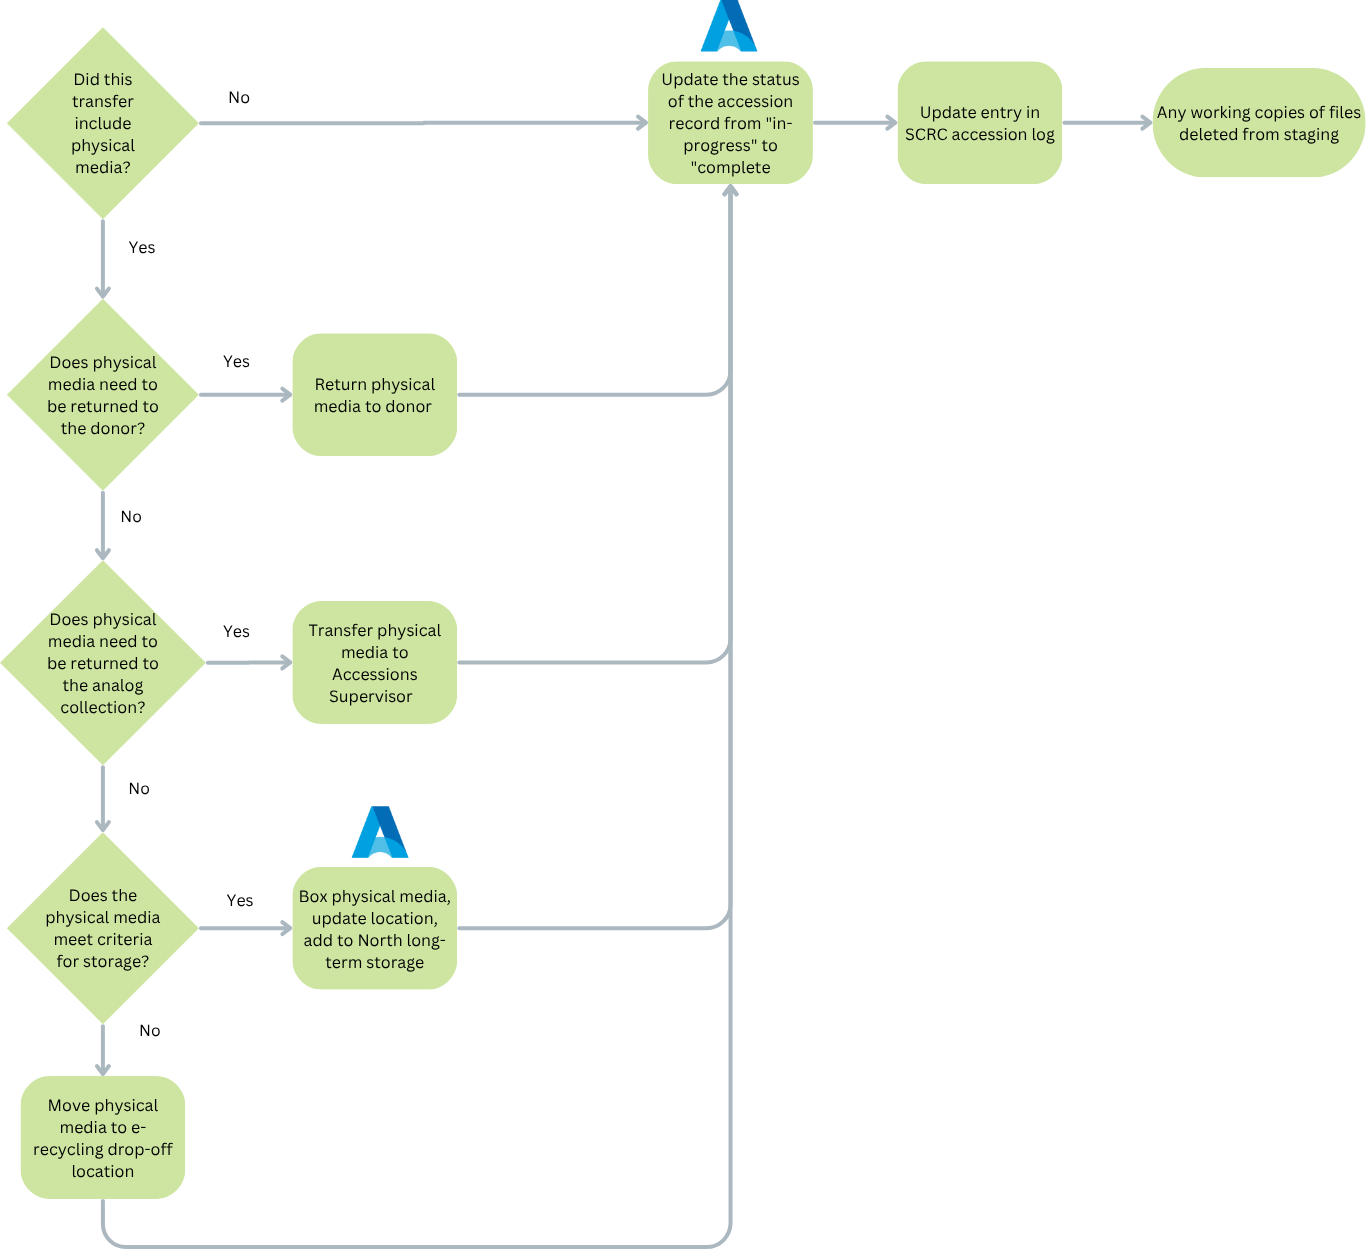 Did this
transfer
include
physical
media?
No
Update the status
of the accession
record from "in-
progress" to
"complete
Update entry in
SCRC accession log
Any working copies of files
deleted from staging
Yes
Does physical
media need to
be returned to
the donor?
Yes
Return physical
media to donor
No
Does physical
media need to
be returned to
the analog
collection?
Yes
Transfer physical
media to
Accessions
Supervisor
No
Does the
physical media
meet criteria
for storage?
Yes
Box physical media,
update location,
add to North long-
term storage
No
Move physical
media to e-
recycling drop-off
location